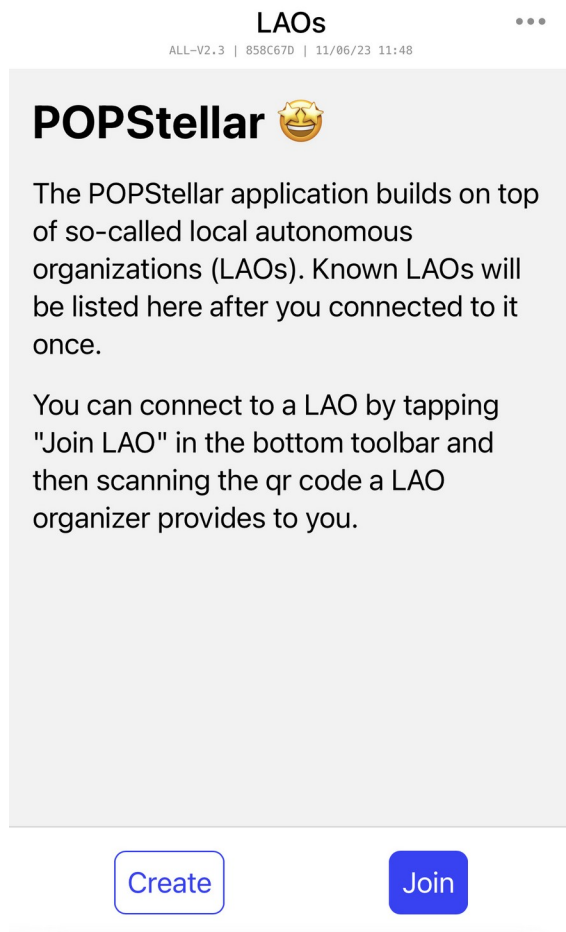 LAOs
ALL-V2.3 | 858C67D | 11/06/23 11:48
POPStellar 🤩
The POPStellar application builds on top
of so-called local autonomous
organizations (LAOs). Known LAOs will
be listed here after you connected to it
once.
You can connect to a LAO by tapping
"Join LAO" in the bottom toolbar and
then scanning the qr code a LAO
organizer provides to you.
Create
Join